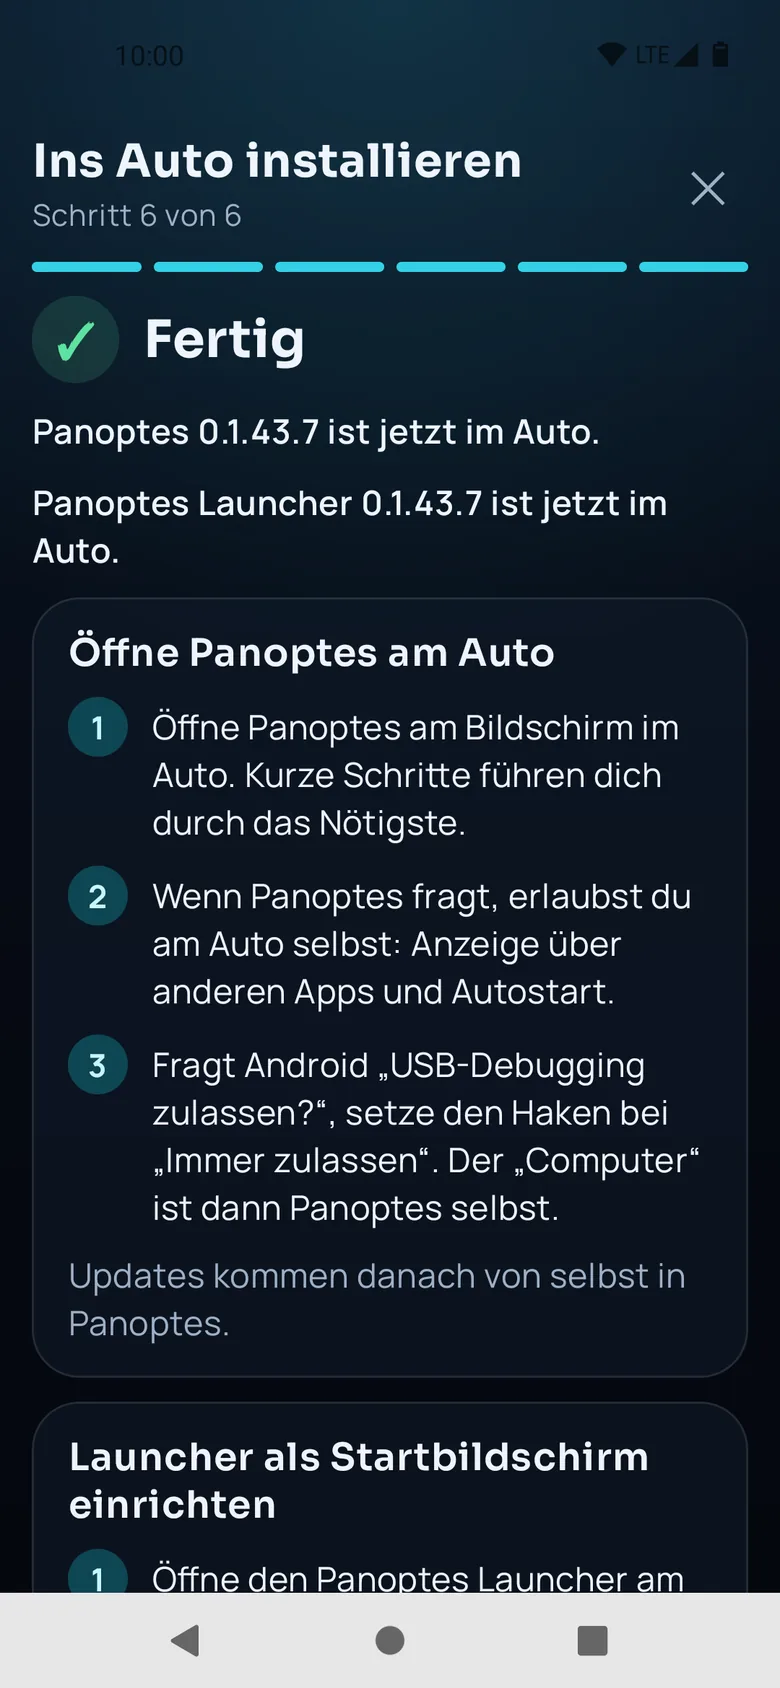 10:00
LTE
Ins Auto installieren
Schritt 6 von 6
Fertig
Panoptes 0.1.43.7 ist jetzt im Auto.
Panoptes Launcher 0.1.43.7 ist jetzt im
Auto.
Öffne Panoptes am Auto
1 Öffne Panoptes am Bildschirm im
Auto. Kurze Schritte führen dich
durch das Nötigste.
2 Wenn Panoptes fragt, erlaubst du
am Auto selbst: Anzeige über
anderen Apps und Autostart.
3 Fragt Android „USB-Debugging
zulassen?“, setze den Haken bei
„Immer zulassen“. Der „Computer“
ist dann Panoptes selbst.
Updates kommen danach von selbst in
Panoptes.
Launcher als Startbildschirm
einrichten
1 Öffne den Panoptes Launcher am